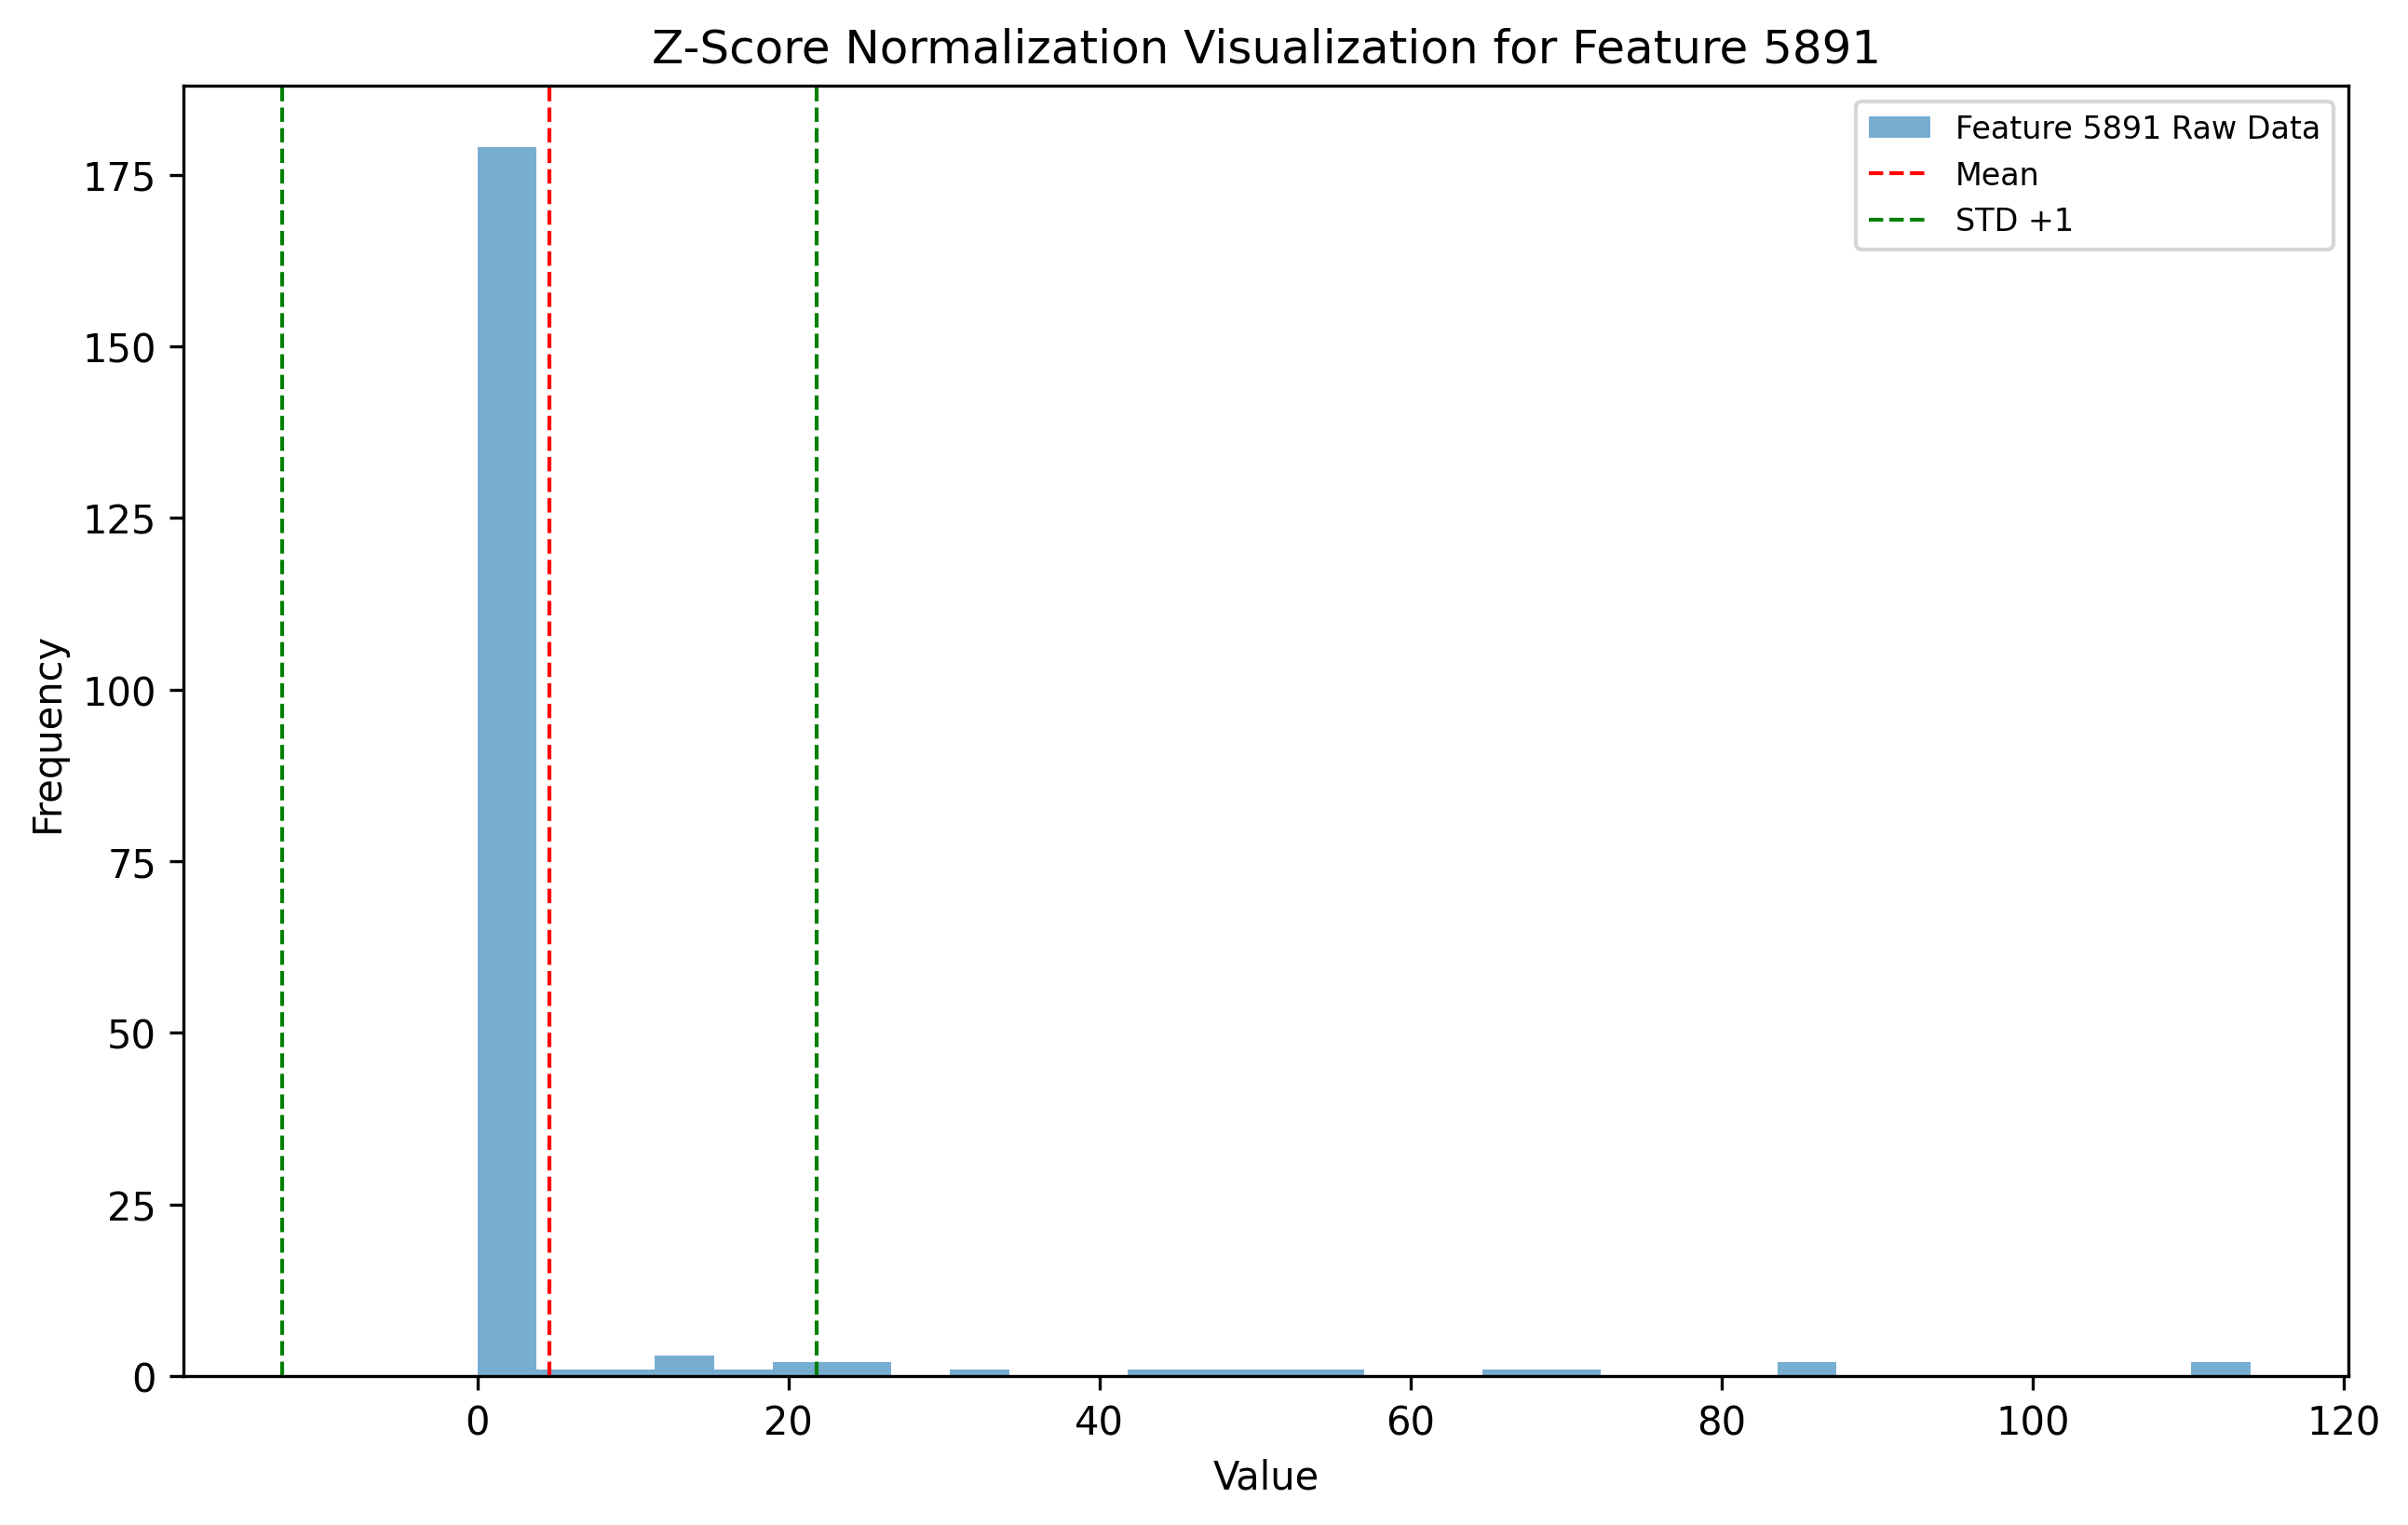 Z-Score Normalization Visualization for Feature 5891
Feature 5891 Raw Data
Mean
STD +1
175
150
125
100
75
50
25
0
Frequency
0 20 40 60 80 100 120
Value